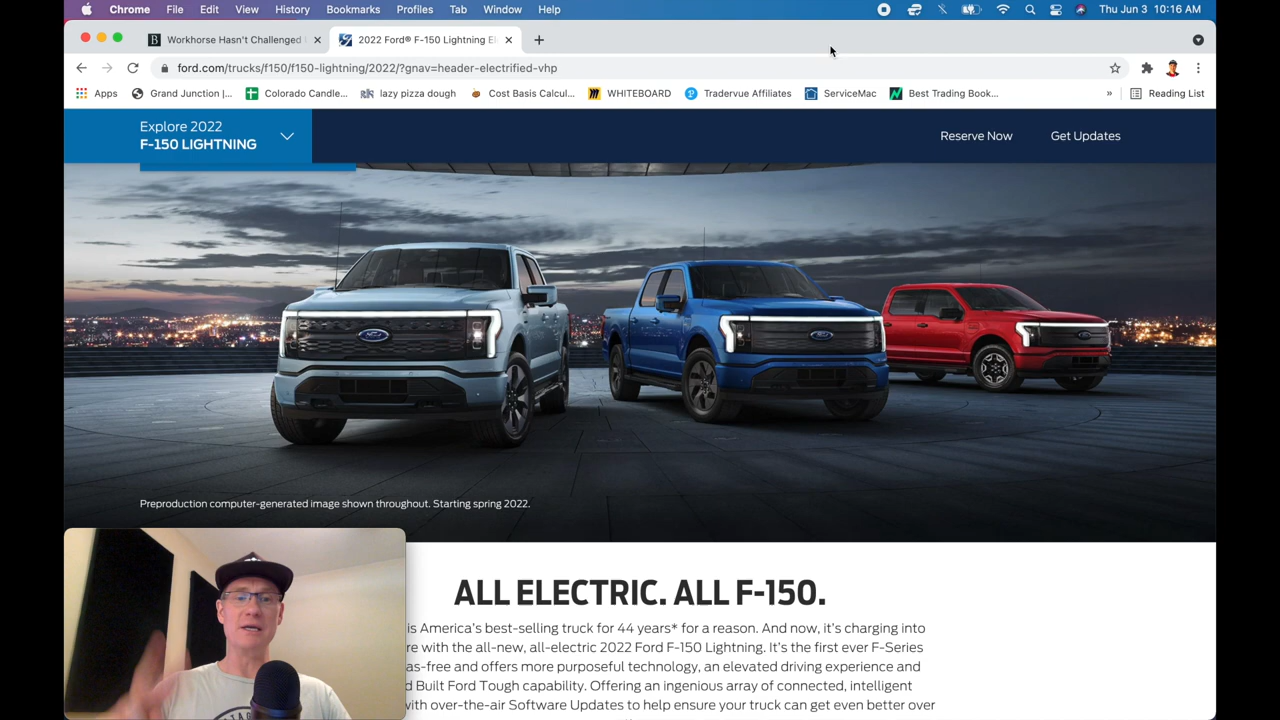 Chrome File Edit View History Bookmarks Profiles Tab Window Help Thu Jun 3 10:16 AM
Workhorse Hasn't Challenged
2022 Ford® F-150 Lightning El
ford.com/trucks/f150/f150-lightning/2022/?gnav=header-electrified-vhp
Apps Grand Junction |... Colorado Candle... lazy pizza dough Cost Basis Calcul... WHITEBOARD Tradervue Affiliates ServiceMac Best Trading Book... » Reading List
Explore 2022
F-150 LIGHTNING
Reserve Now Get Updates
Preproduction computer-generated image shown throughout. Starting spring 2022.
ALL ELECTRIC. ALL F-150.
is America's best-selling truck for 44 years* for a reason. And now, it's charging into
re with the all-new, all-electric 2022 Ford F-150 Lightning. It's the first ever F-Series
as-free and offers more purposeful technology, an elevated driving experience and
d Built Ford Tough capability. Offering an ingenious array of connected, intelligent
with over-the-air Software Updates to help ensure your truck can get even better over